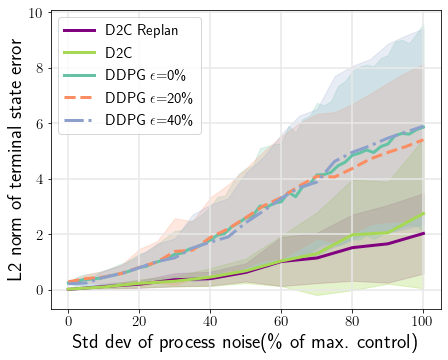 D2C Replan
D2C
DDPG ϵ=0%
DDPG ϵ=20%
DDPG ϵ=40%
L2 norm of terminal state error
10
8
6
4
2
0
0 20 40 60 80 100
Std dev of process noise(% of max. control)